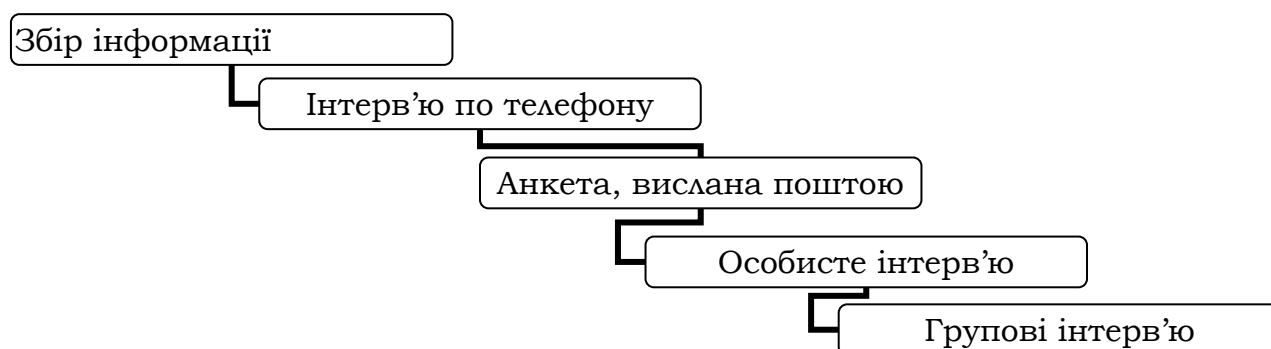 Збір інформації
Інтерв’ю по телефону
Анкета, вислана поштою
Особисте інтерв’ю
Групові інтерв’ю